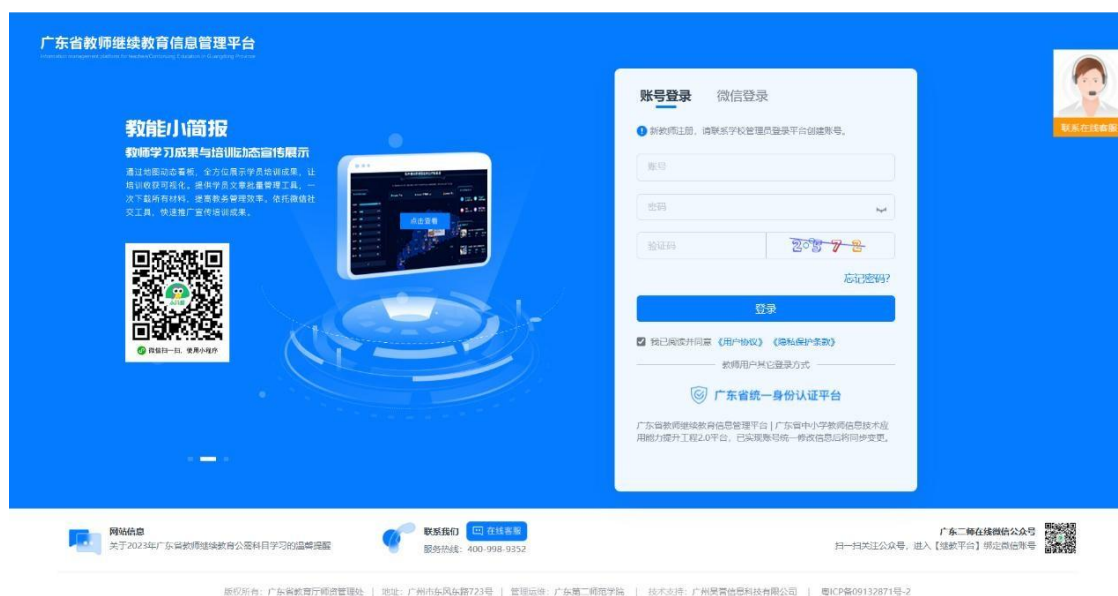 广东省教师继续教育信息管理平台
账号登录 微信登录
新教师注册,请联系学校管理员登录平台创建账号。
账号
密码
验证码
忘记密码?
登录
我已阅读并同意 《用户协议》 《隐私保护条款》
教师用户其它登录方式
广东省统一身份认证平台
广东省教师继续教育信息管理平台 | 广东省中小学教师信息技术应
用能力提升工程2.0平台,已实现账号统一修改信息后将同步变更。
联系在线客服
教能小简报
教师学习成果与培训动态宣传展示
通过地图动态看板,全方位展示学员培训成果,让
培训收获可视化。提供学员文章批量管理工具,一
次下载所有材料,提高教务管理效率。依托微信社
交工具,快速推广宣传培训成果。
点击查看
微信扫一扫,使用小程序
网站信息
关于2023年广东省教师继续教育公需科目学习的温馨提醒
联系我们 在线客服
服务热线:400-998-9352
广东二师在线微信公众号
扫一扫关注公众号,进入【继教平台】绑定微信账号
版权所有:广东省教育厅师资管理处 | 地址:广州市东风东路723号 | 管理运维:广东第二师范学院 | 技术支持:广州昊管信息科技有限公司 | 粤ICP备09132871号-2